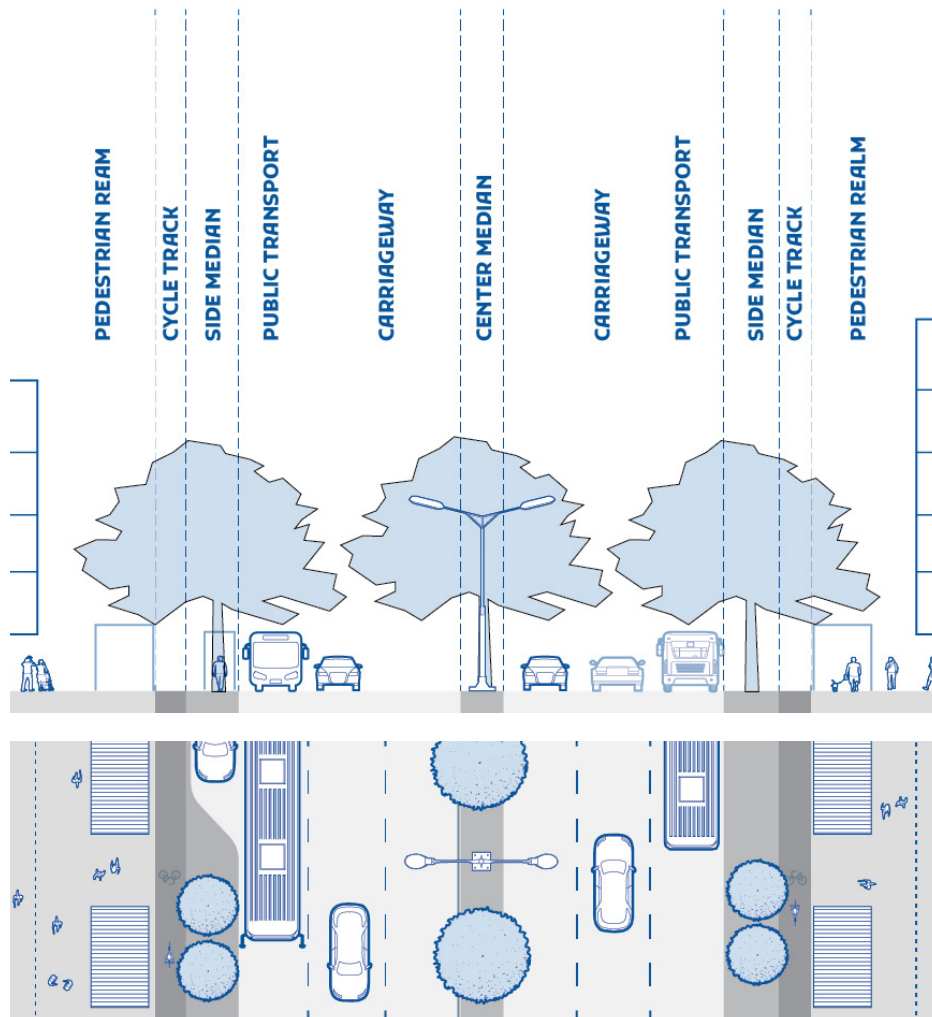 PEDESTRIAN REAM
CYCLE TRACK
SIDE MEDIAN
PUBLIC TRANSPORT
CARRIAGEWAY
CENTER MEDIAN
CARRIAGEWAY
PUBLIC TRANSPORT
SIDE MEDIAN
CYCLE TRACK
PEDESTRIAN REALM